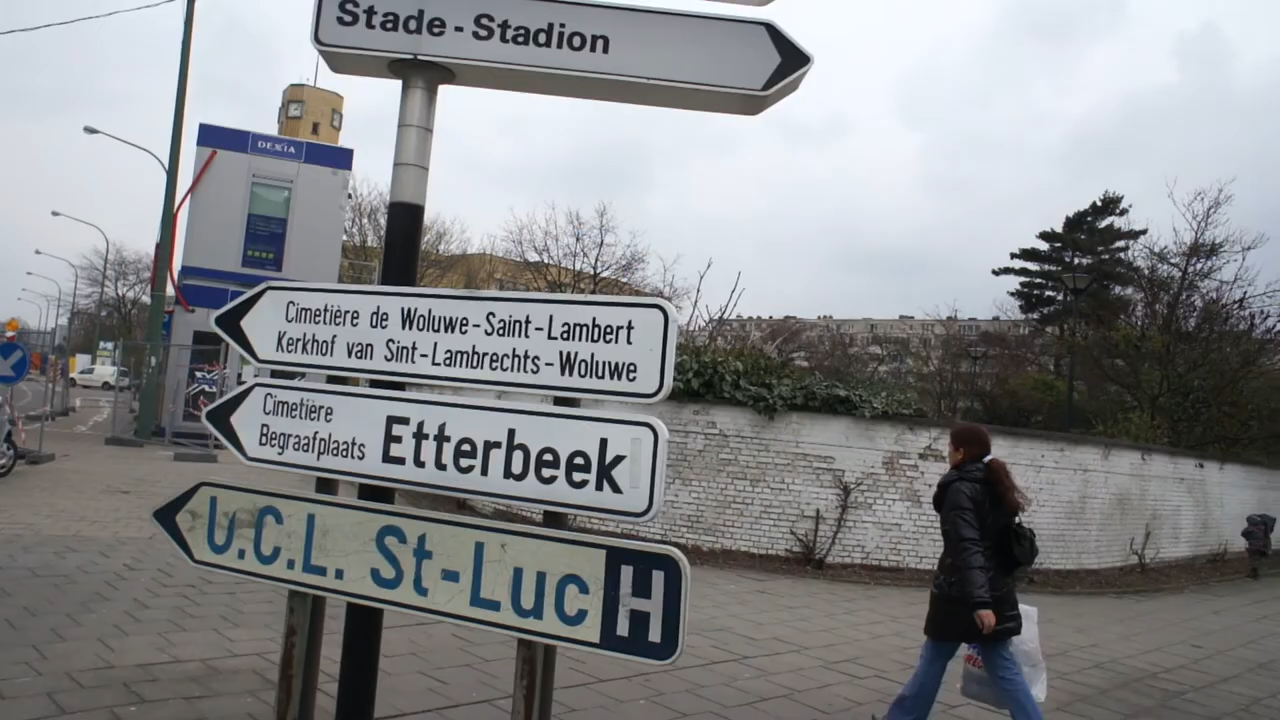 Stade-Stadion
DEXIA
Cimetière de Woluwe-Saint-Lambert
Kerkhof van Sint-Lambrechts-Woluwe
Cimetière
Begraafplaats
Etterbeek
U.C.L. St-Luc H